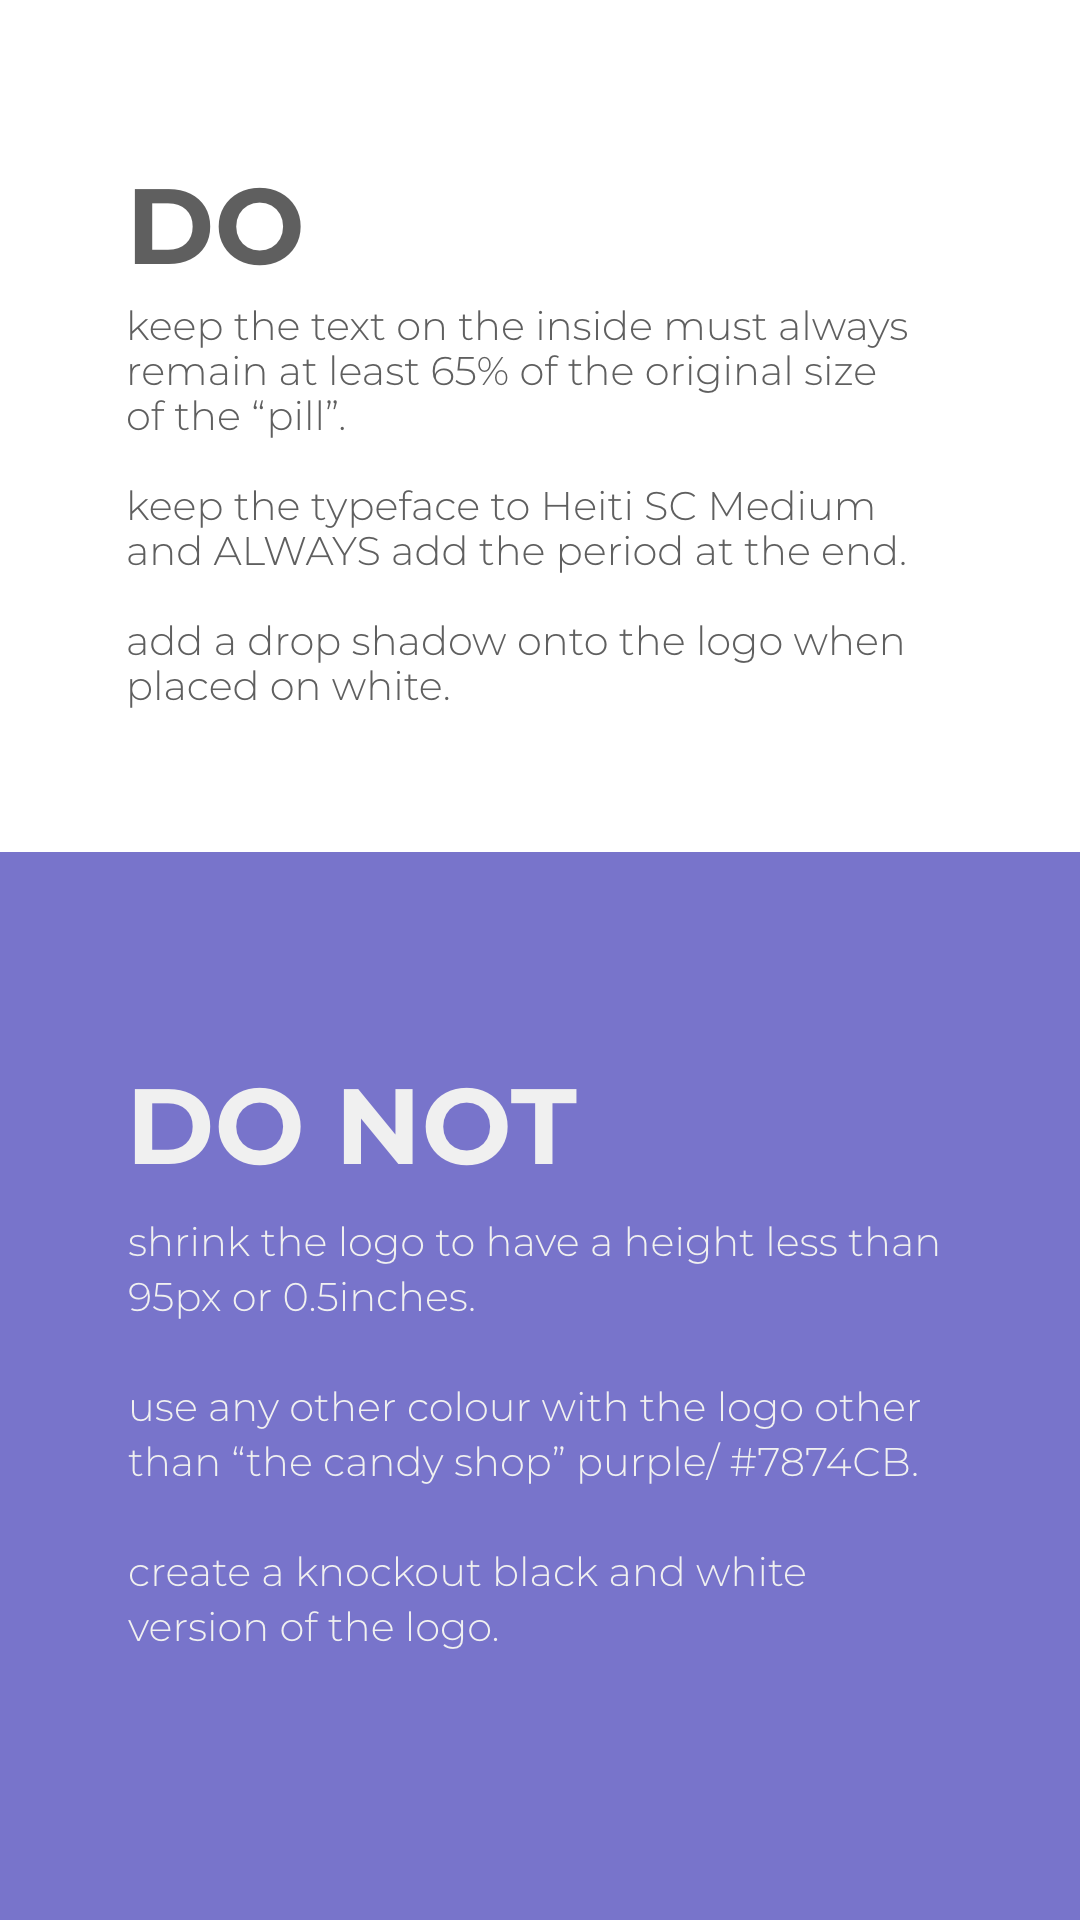 DO
keep the text on the inside must always
remain at least 65% of the original size
of the “pill”.
keep the typeface to Heiti SC Medium
and ALWAYS add the period at the end.
add a drop shadow onto the logo when
placed on white.
DO NOT
shrink the logo to have a height less than
95px or 0.5inches.
use any other colour with the logo other
than “the candy shop” purple/ #7874CB.
create a knockout black and white
version of the logo.